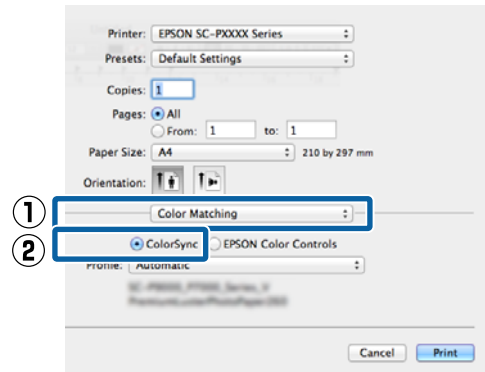 Printer: EPSON SC-PXXXX Series
Presets: Default Settings
Copies: 1
Pages: All
From: 1 to: 1
Paper Size: A4 210 by 297 mm
Orientation:
① Color Matching
② ColorSync EPSON Color Controls
Profile: Automatic
Cancel Print